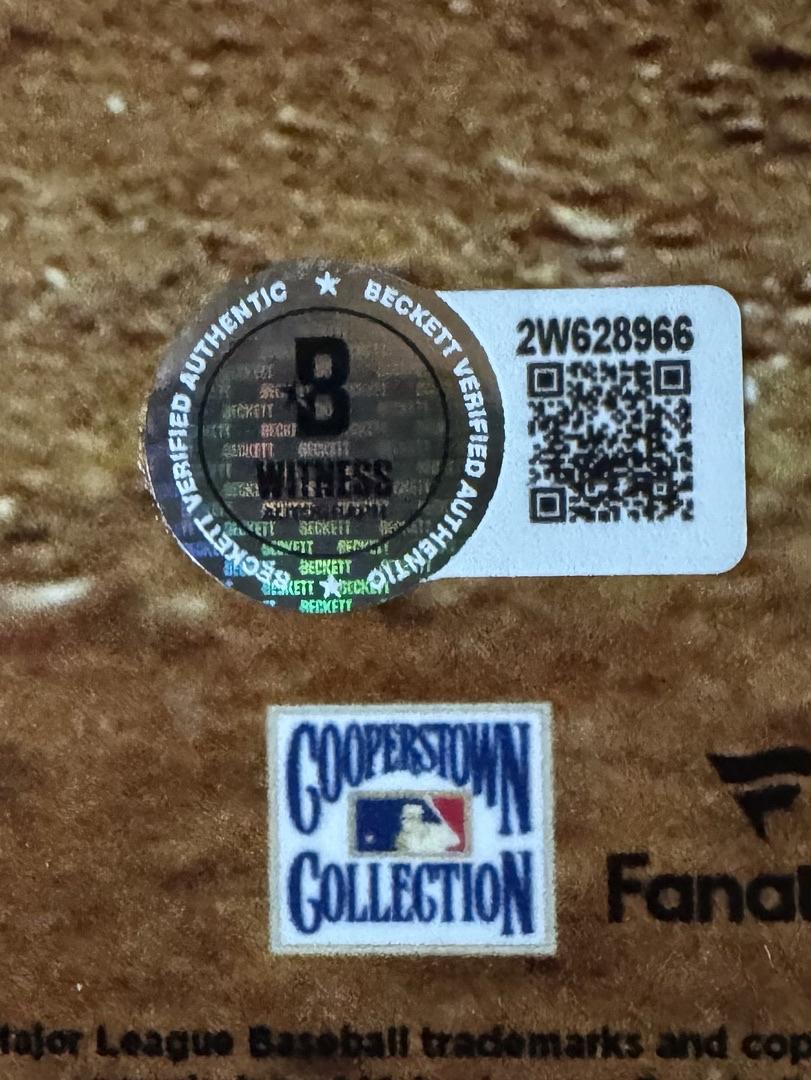 BECKETT VERIFIED AUTHENTIC ★ BECKETT VERIFIED AUTHENTIC ★
B
WITNESS
2W628966
COOPERSTOWN
COLLECTION
Fana
Major League Baseball trademarks and cop